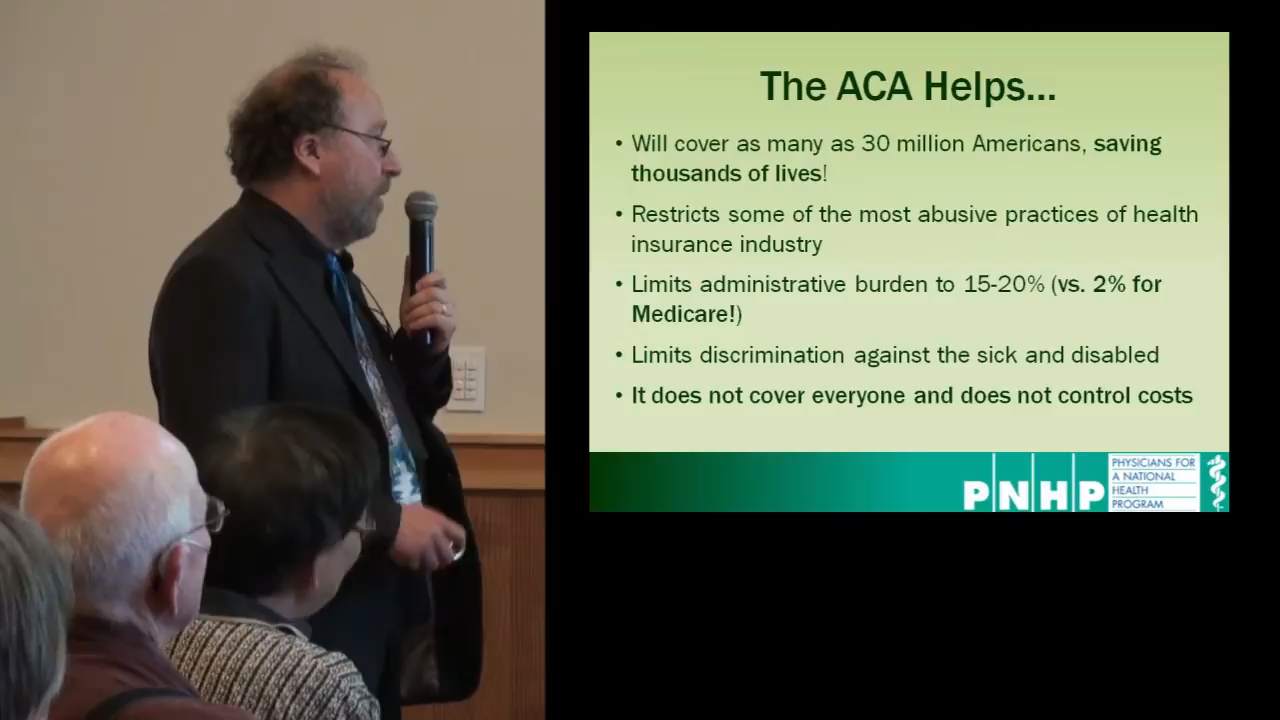 The ACA Helps...
• Will cover as many as 30 million Americans, saving
thousands of lives!
• Restricts some of the most abusive practices of health
insurance industry
• Limits administrative burden to 15-20% (vs. 2% for
Medicare!)
• Limits discrimination against the sick and disabled
• It does not cover everyone and does not control costs
PNHP
PHYSICIANS FOR
A NATIONAL
HEALTH
PROGRAM